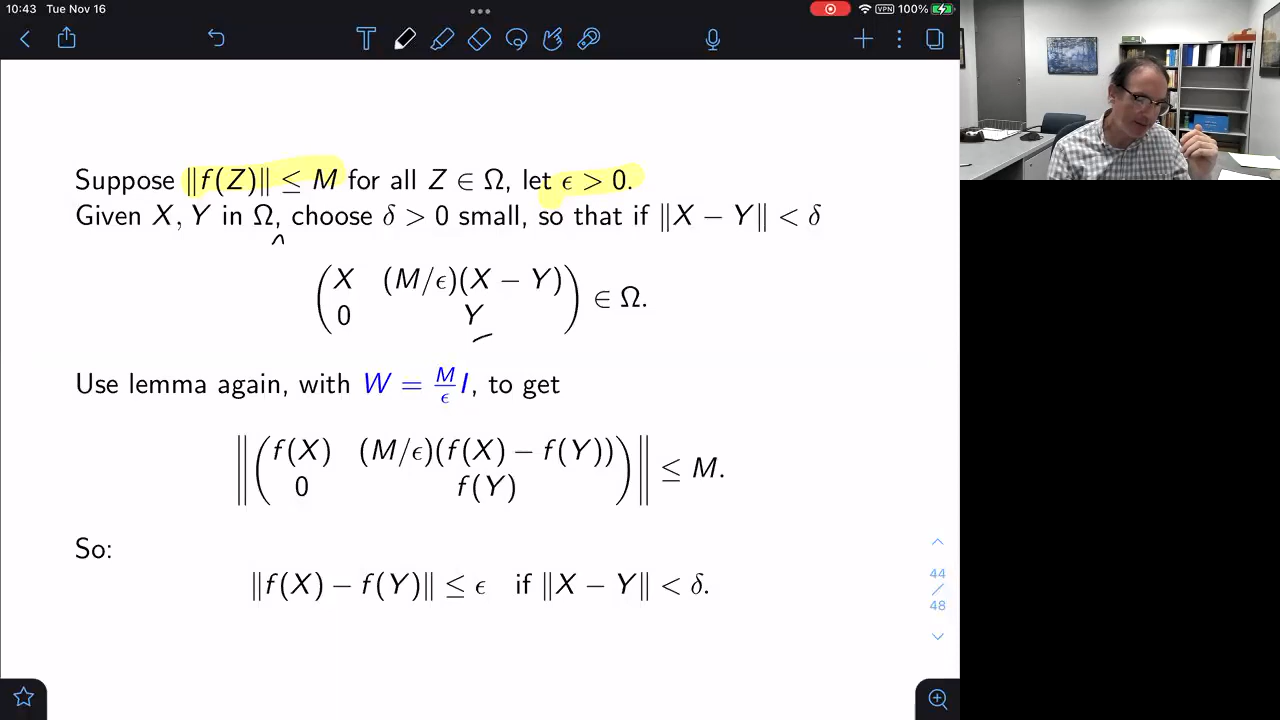 10:43 Tue Nov 16
VPN 100%
Suppose ‖f(Z)‖ ≤ M for all Z ∈ Ω, let ϵ > 0.
Given X, Y in Ω, choose δ > 0 small, so that if ‖X − Y‖ < δ
(X (M/ϵ)(X − Y)
0 Y) ∈ Ω.
Use lemma again, with W = M/ϵ I, to get
‖(f(X) (M/ϵ)(f(X) − f(Y))
0 f(Y))‖ ≤ M.
So:
‖f(X) − f(Y)‖ ≤ ϵ if ‖X − Y‖ < δ.
44
/
48